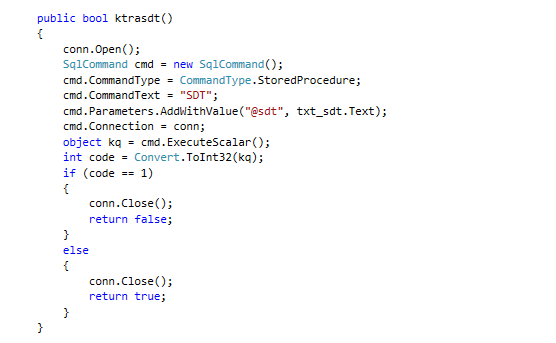 public bool ktrasdt()
{
conn.Open();
SqlCommand cmd = new SqlCommand();
cmd.CommandType = CommandType.StoredProcedure;
cmd.CommandText = "SDT";
cmd.Parameters.AddWithValue("@sdt", txt_sdt.Text);
cmd.Connection = conn;
object kq = cmd.ExecuteScalar();
int code = Convert.ToInt32(kq);
if (code == 1)
{
conn.Close();
return false;
}
else
{
conn.Close();
return true;
}
}